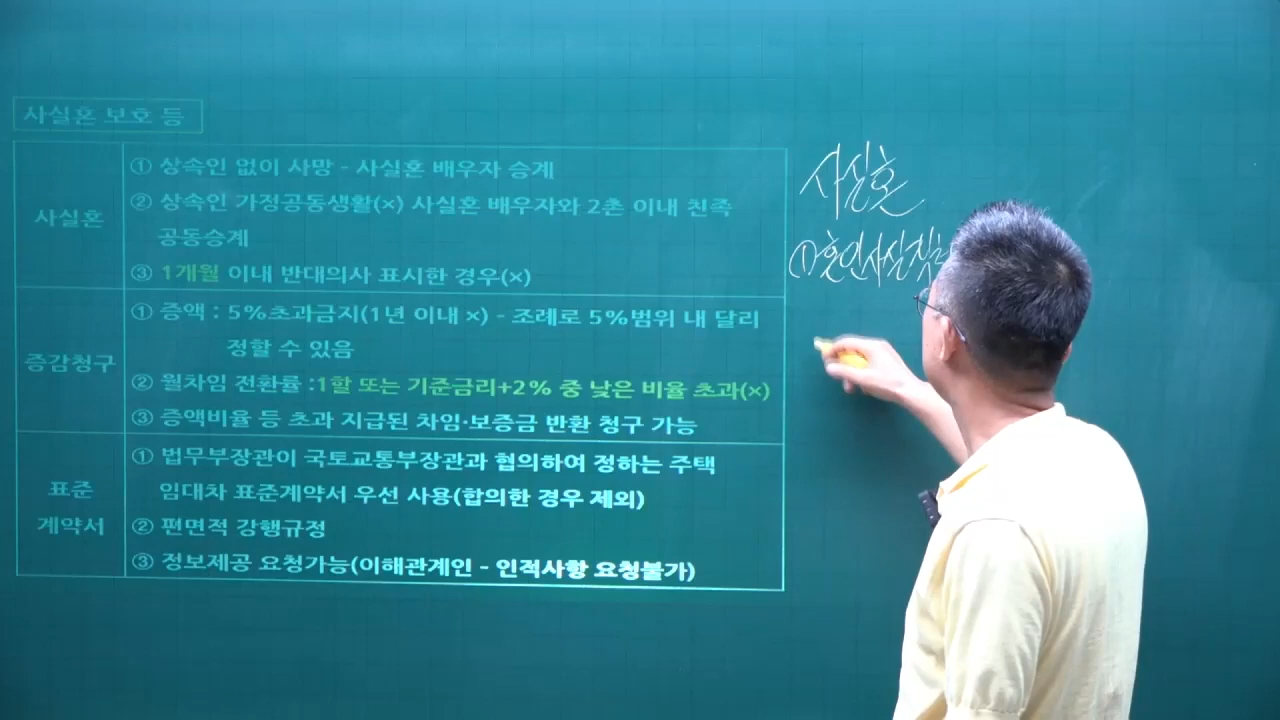 사실혼 보호 등
사실혼
① 상속인 없이 사망 - 사실혼 배우자 승계
② 상속인 가정공동생활(×) 사실혼 배우자와 2촌 이내 친족
공동승계
③ 1개월 이내 반대의사 표시한 경우(×)
증감청구
① 증액 : 5%초과금지(1년 이내 ×) - 조례로 5%범위 내 달리
정할 수 있음
② 월차임 전환률 :1할 또는 기준금리+2% 중 낮은 비율 초과(×)
③ 증액비율 등 초과 지급된 차임·보증금 반환 청구 가능
표준
계약서
① 법무부장관이 국토교통부장관과 협의하여 정하는 주택
임대차 표준계약서 우선 사용(합의한 경우 제외)
② 편면적 강행규정
③ 정보제공 요청가능(이해관계인 - 인적사항 요청불가)
사실혼
(1) 혼인사실